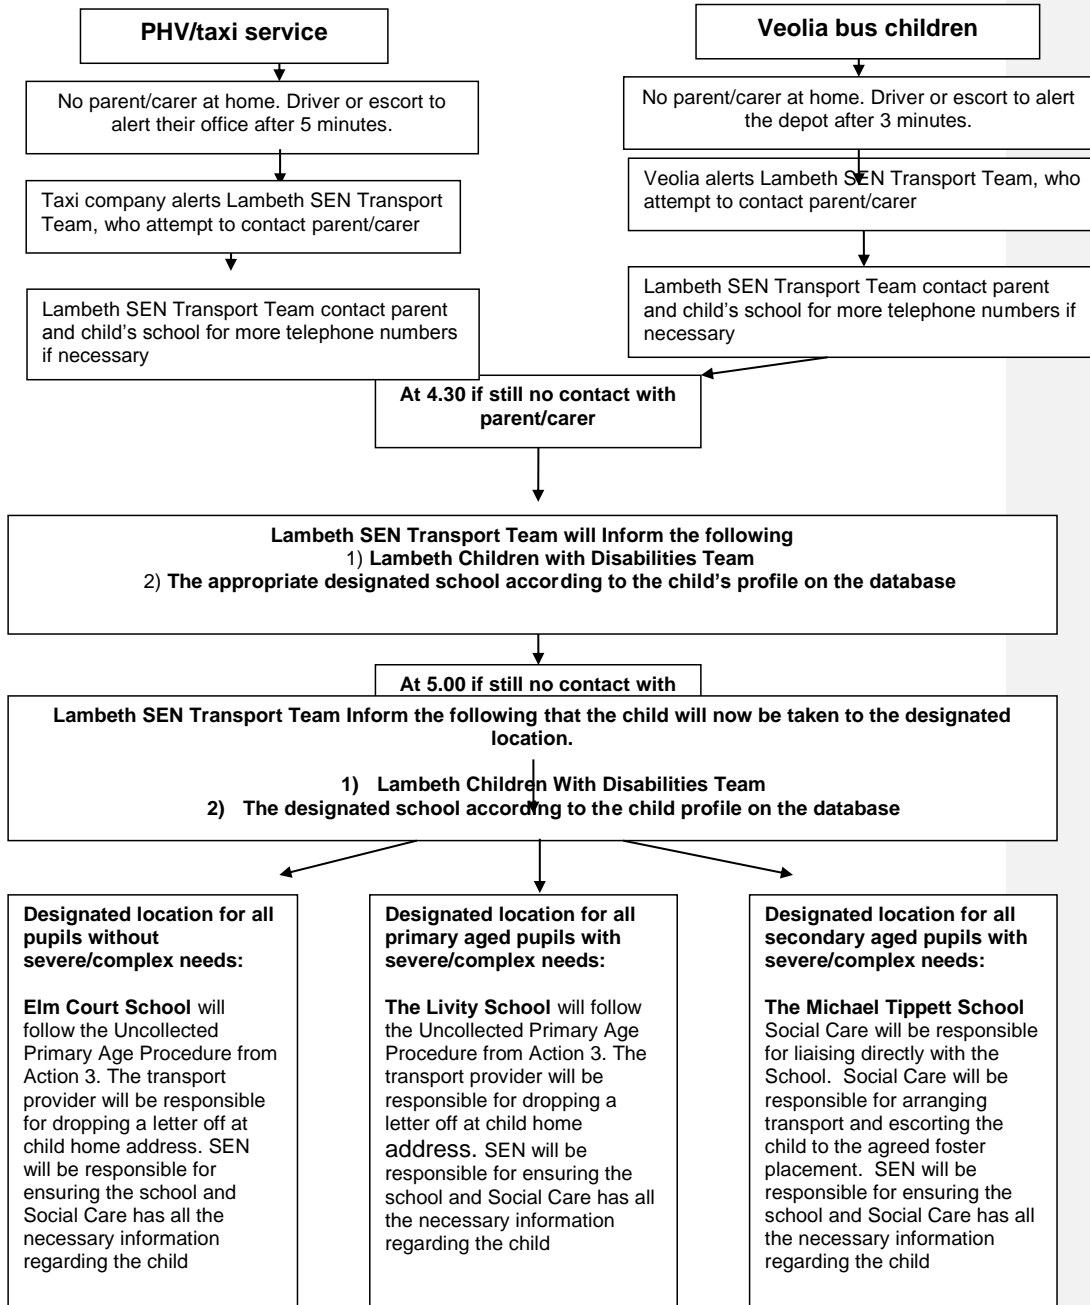 PHV/taxi service
No parent/carer at home. Driver or escort to
alert their office after 5 minutes.
Taxi company alerts Lambeth SEN Transport
Team, who attempt to contact parent/carer
Lambeth SEN Transport Team contact parent
and child's school for more telephone numbers
if necessary
Veolia bus children
No parent/carer at home. Driver or escort to alert
the depot after 3 minutes.
Veolia alerts Lambeth SEN Transport Team, who
attempt to contact parent/carer
Lambeth SEN Transport Team contact parent
and child's school for more telephone numbers if
necessary
At 4.30 if still no contact with
parent/carer
Lambeth SEN Transport Team will Inform the following
1) Lambeth Children with Disabilities Team
2) The appropriate designated school according to the child's profile on the database
At 5.00 if still no contact with
Lambeth SEN Transport Team Inform the following that the child will now be taken to the designated
location.
1) Lambeth Children With Disabilities Team
2) The designated school according to the child profile on the database
Designated location for all
pupils without
severe/complex needs:
Elm Court School will
follow the Uncollected
Primary Age Procedure from
Action 3. The transport
provider will be responsible
for dropping a letter off at
child home address. SEN
will be responsible for
ensuring the school and
Social Care has all the
necessary information
regarding the child
Designated location for all
primary aged pupils with
severe/complex needs:
The Livity School will follow
the Uncollected Primary Age
Procedure from Action 3. The
transport provider will be
responsible for dropping a
letter off at child home
address. SEN will be
responsible for ensuring the
school and Social Care has all
the necessary information
regarding the child
Designated location for all
secondary aged pupils with
severe/complex needs:
The Michael Tippett School
Social Care will be responsible
for liaising directly with the
School. Social Care will be
responsible for arranging
transport and escorting the
child to the agreed foster
placement. SEN will be
responsible for ensuring the
school and Social Care has all
the necessary information
regarding the child